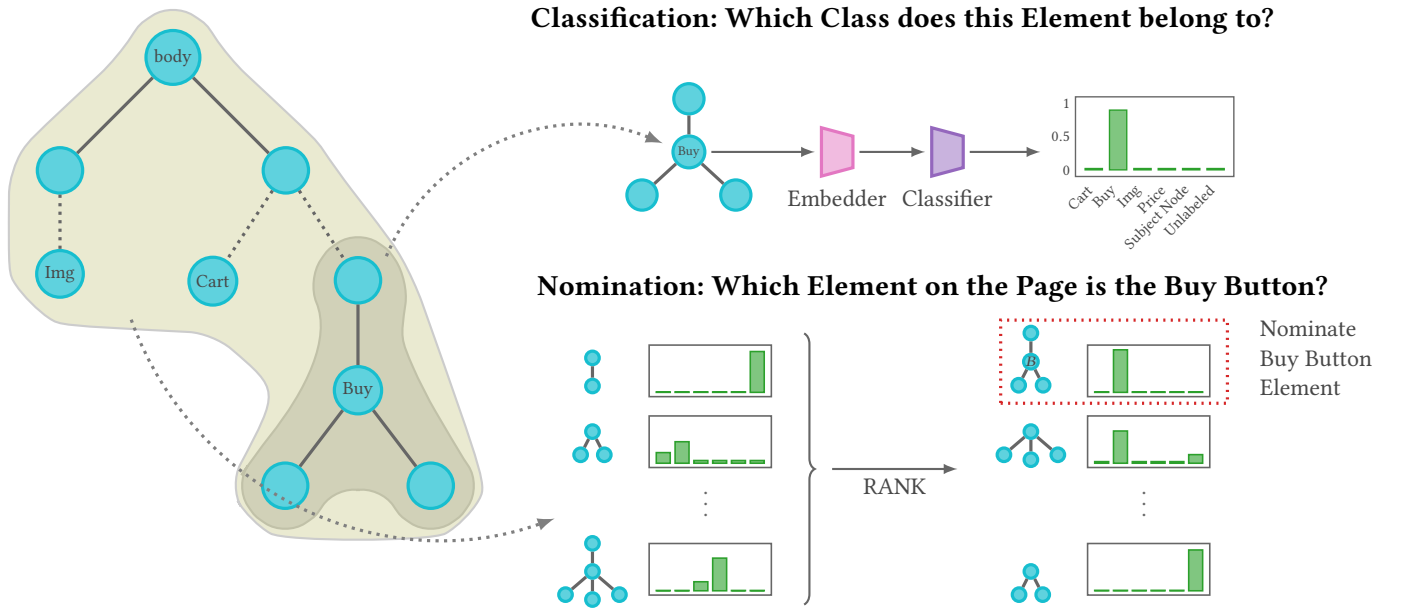 Classification: Which Class does this Element belong to?
body
Img
Cart
Buy
Buy
Embedder
Classifier
1
0.5
0
Cart
Buy
Img
Price
Subject Node
Unlabeled
Nomination: Which Element on the Page is the Buy Button?
RANK
B
Nominate
Buy Button
Element